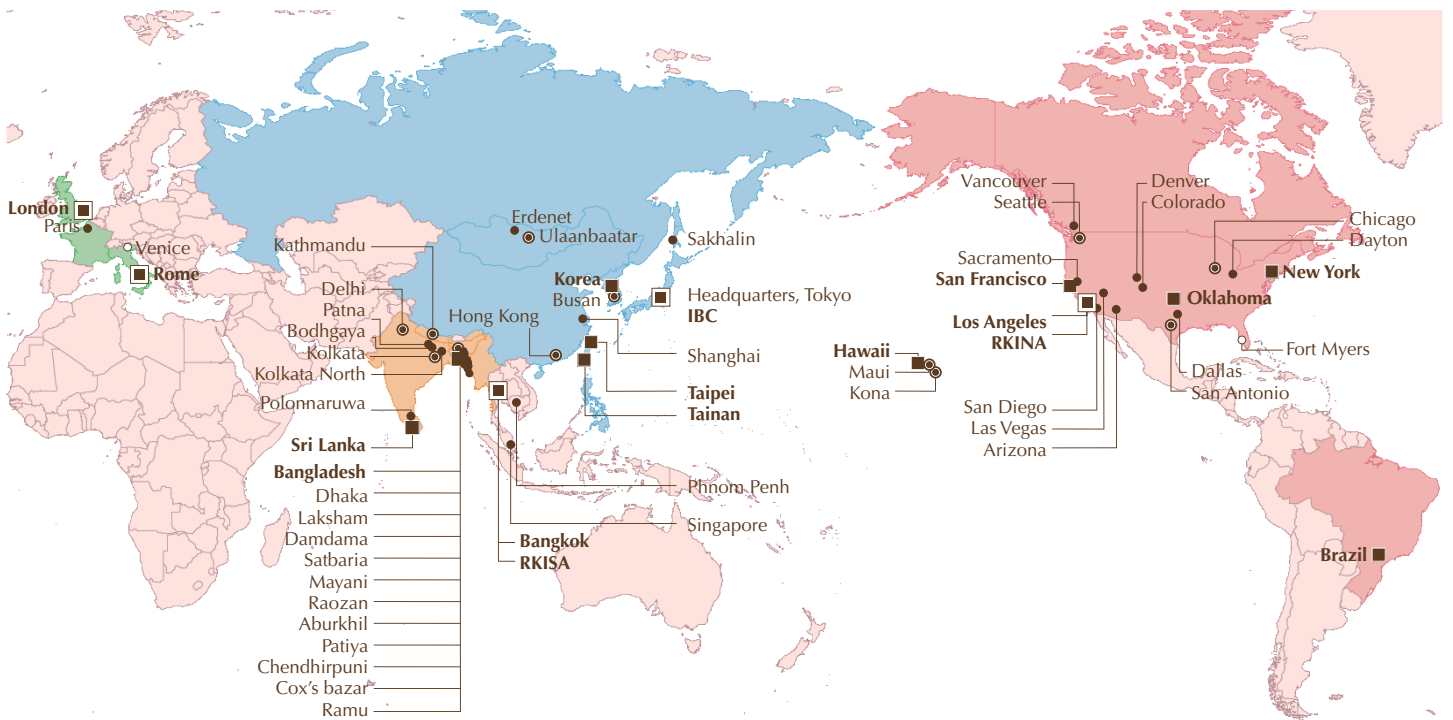 London
Paris
Venice
Rome
Erdenet
Ulaanbaatar
Sakhalin
Kathmandu
Delhi
Patna
Bodhgaya
Kolkata
Kolkata North
Polonnaruwa
Sri Lanka
Bangladesh
Dhaka
Laksham
Damdama
Satbaria
Mayani
Raozan
Aburkhil
Patiya
Chendhirpuni
Cox's bazar
Ramu
Korea
Busan
Hong Kong
Headquarters, Tokyo
IBC
Shanghai
Taipei
Tainan
Phnom Penh
Singapore
Bangkok
RKISA
Hawaii
Maui
Kona
Vancouver
Seattle
Sacramento
San Francisco
Los Angeles
RKINA
San Diego
Las Vegas
Arizona
Denver
Colorado
Chicago
Dayton
New York
Oklahoma
Fort Myers
Dallas
San Antonio
Brazil